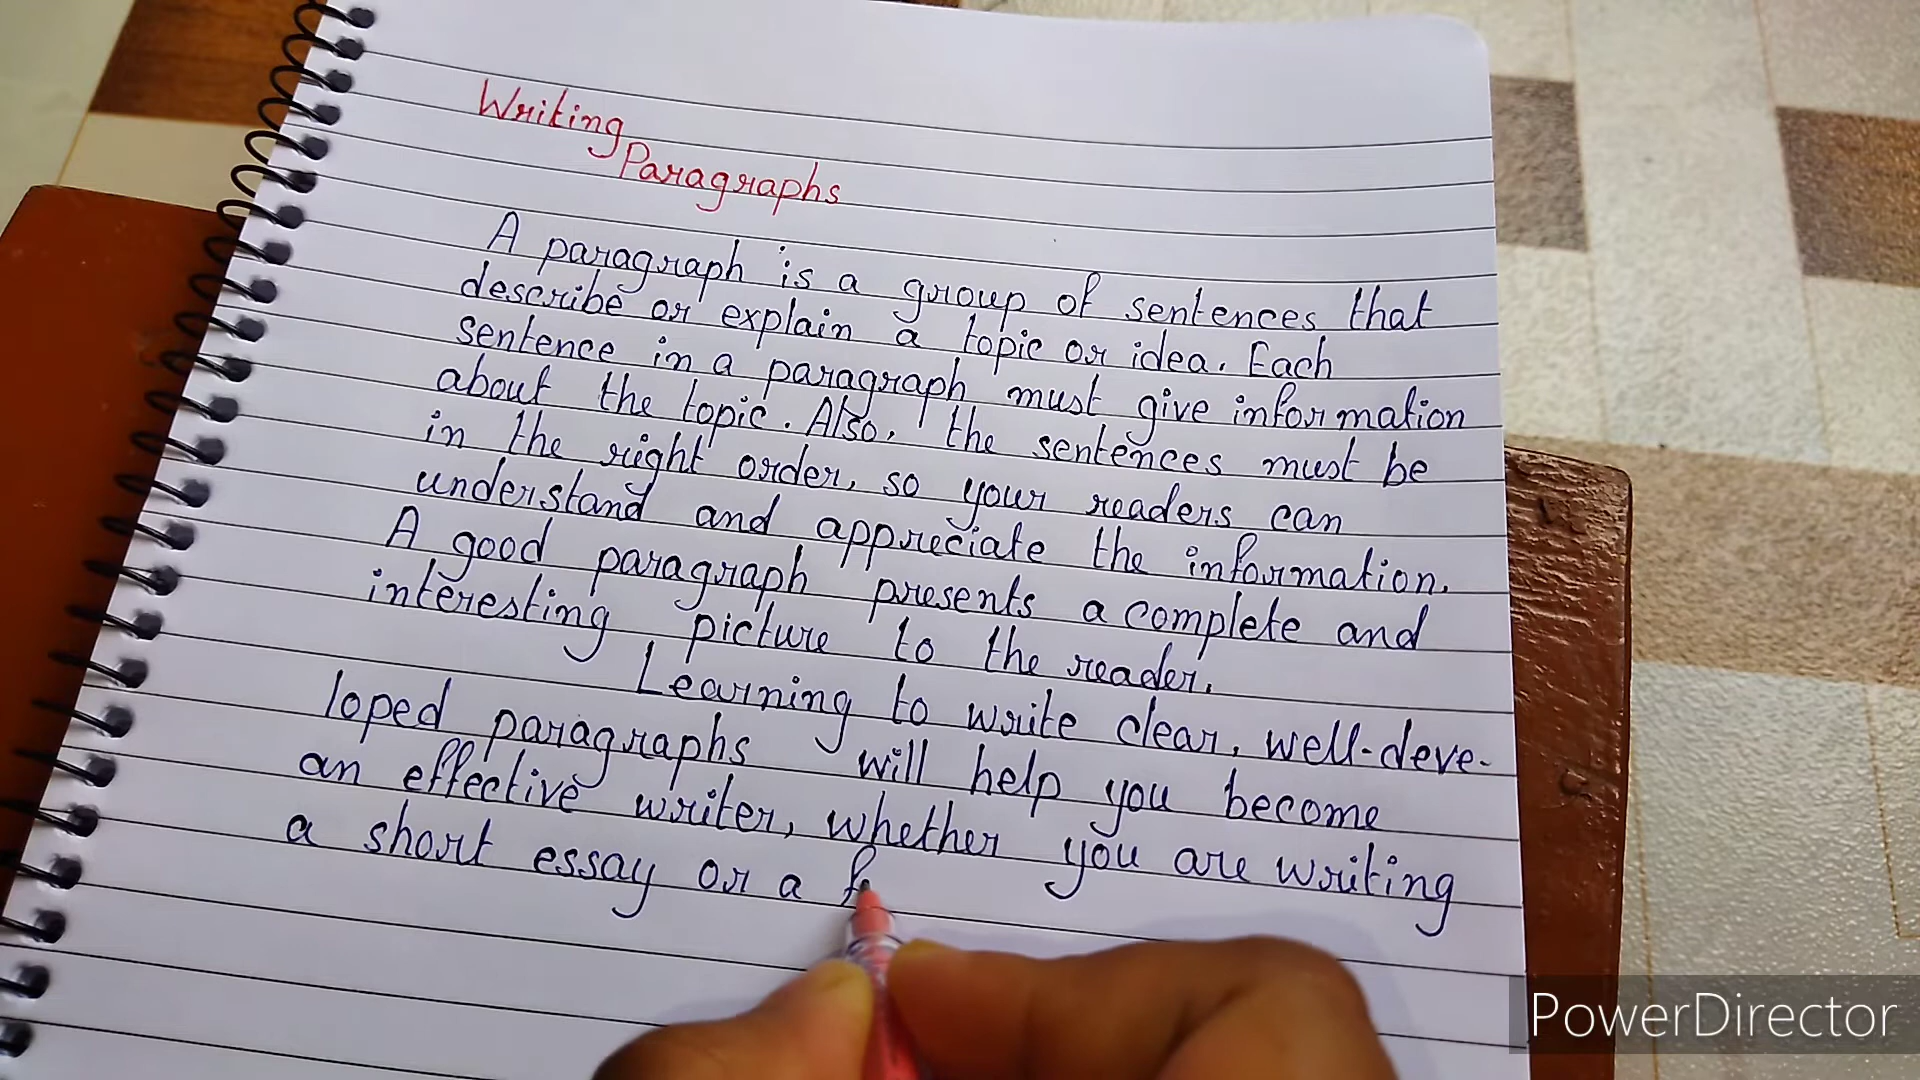 Writing
Paragraphs
A paragraph is a group of sentences that
describe or explain a topic or idea. Each
sentence in a paragraph must give information
about the topic. Also, the sentences must be
in the right order, so your readers can
understand and appreciate the information.
A good paragraph presents a complete and
interesting picture to the reader.
Learning to write clear, well-deve-
loped paragraphs will help you become
an effective writer, whether you are writing
a short essay or a
PowerDirector